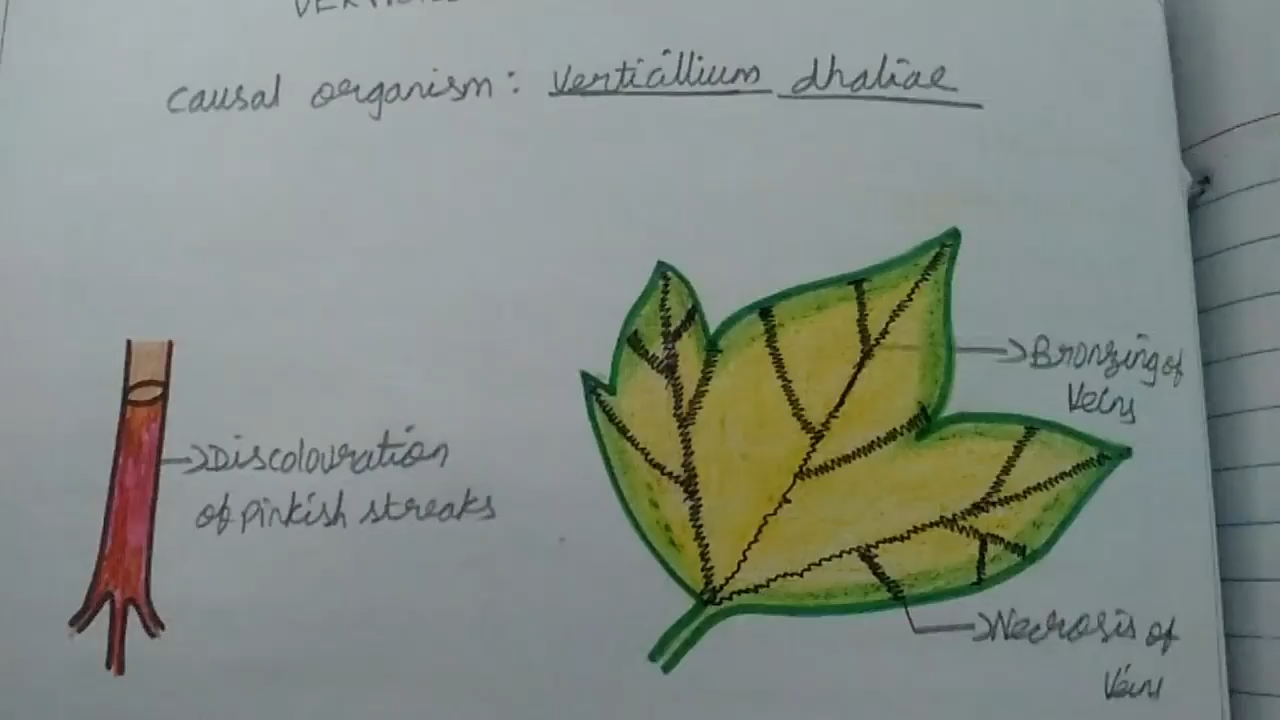 causal organism: Verticillium dhaliae
Bronzing of
Veins
Discolouration
of pinkish streaks
Necrosis of
Veins